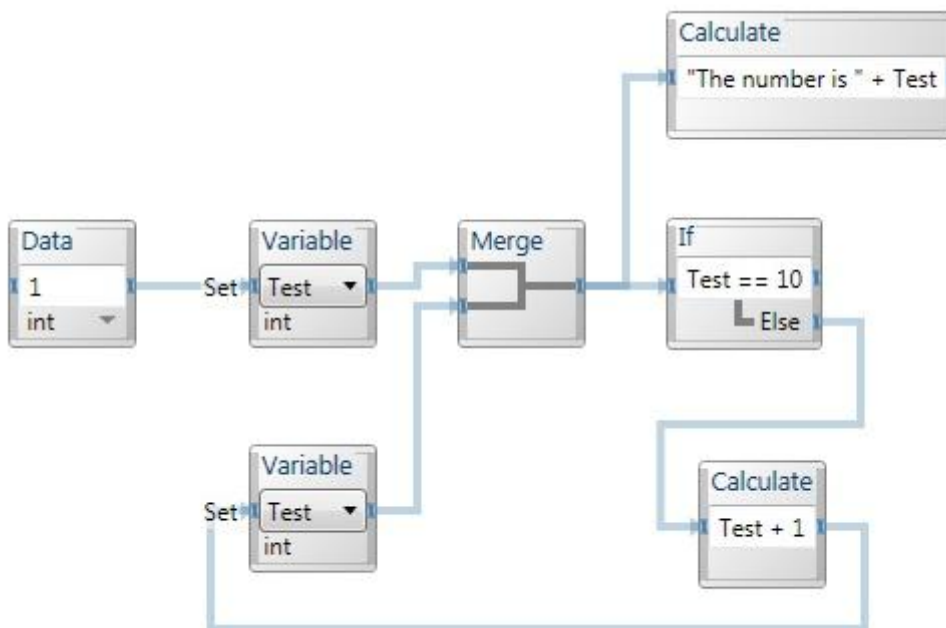 Calculate
"The number is " + Test
Data
1
int
Variable
Set
Test
int
Merge
If
Test == 10
Else
Variable
Set
Test
int
Calculate
Test + 1